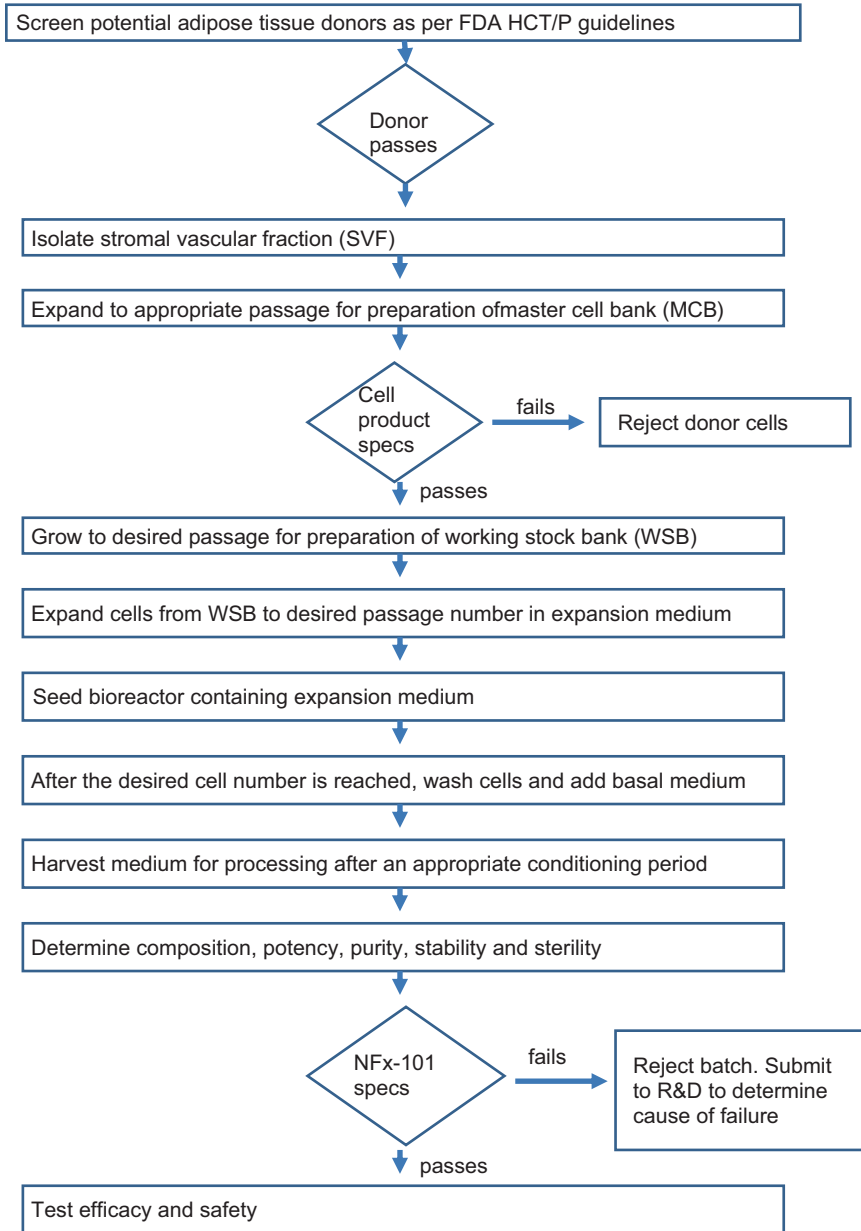 Screen potential adipose tissue donors as per FDA HCT/P guidelines
Donor
passes
Isolate stromal vascular fraction (SVF)
Expand to appropriate passage for preparation ofmaster cell bank (MCB)
Cell
product
specs
fails
Reject donor cells
passes
Grow to desired passage for preparation of working stock bank (WSB)
Expand cells from WSB to desired passage number in expansion medium
Seed bioreactor containing expansion medium
After the desired cell number is reached, wash cells and add basal medium
Harvest medium for processing after an appropriate conditioning period
Determine composition, potency, purity, stability and sterility
NFx-101
specs
fails
Reject batch. Submit
to R&D to determine
cause of failure
passes
Test efficacy and safety